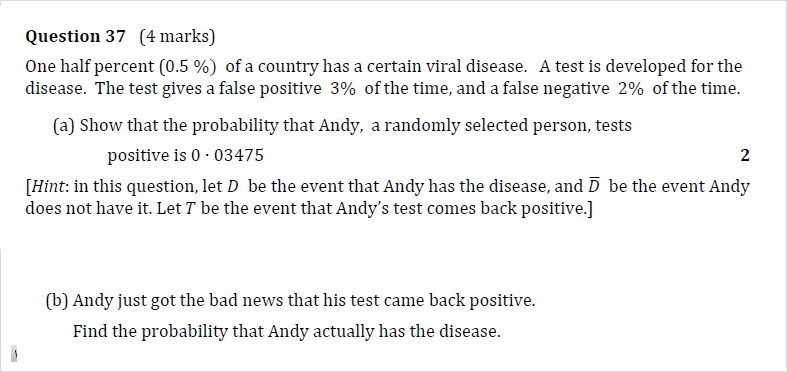 Question 37 (4 marks)
One half percent (0.5 %) of a country has a certain viral disease. A test is developed for the
disease. The test gives a false positive 3% of the time, and a false negative 2% of the time.
(a) Show that the probability that Andy, a randomly selected person, tests
positive is 0 · 03475 2
[Hint: in this question, let D be the event that Andy has the disease, and D̅ be the event Andy
does not have it. Let T be the event that Andy's test comes back positive.]
(b) Andy just got the bad news that his test came back positive.
Find the probability that Andy actually has the disease.